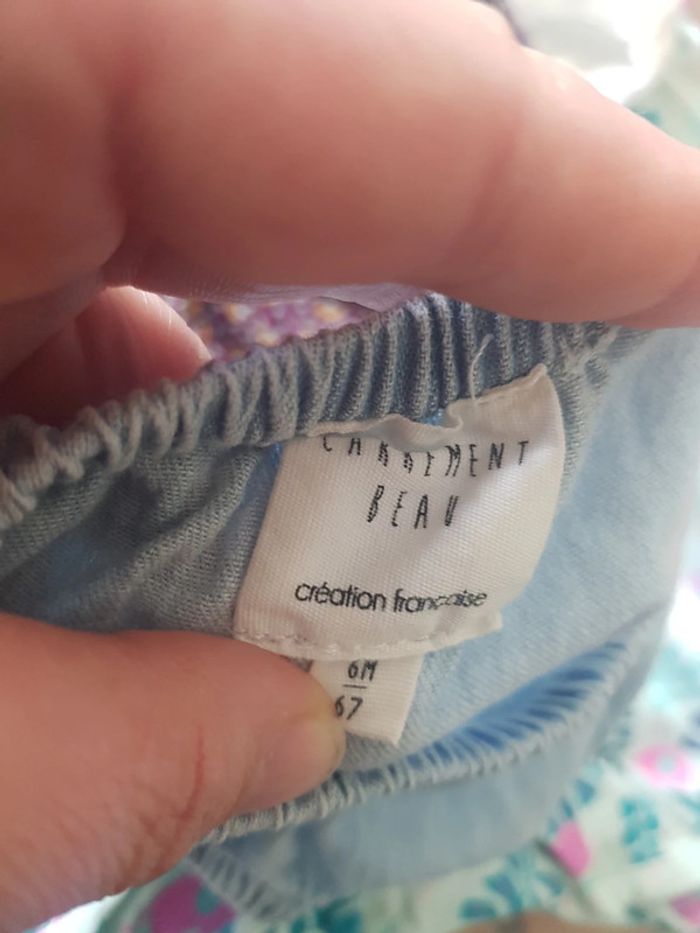 CARREMENT
BEAU
création française
6M
67